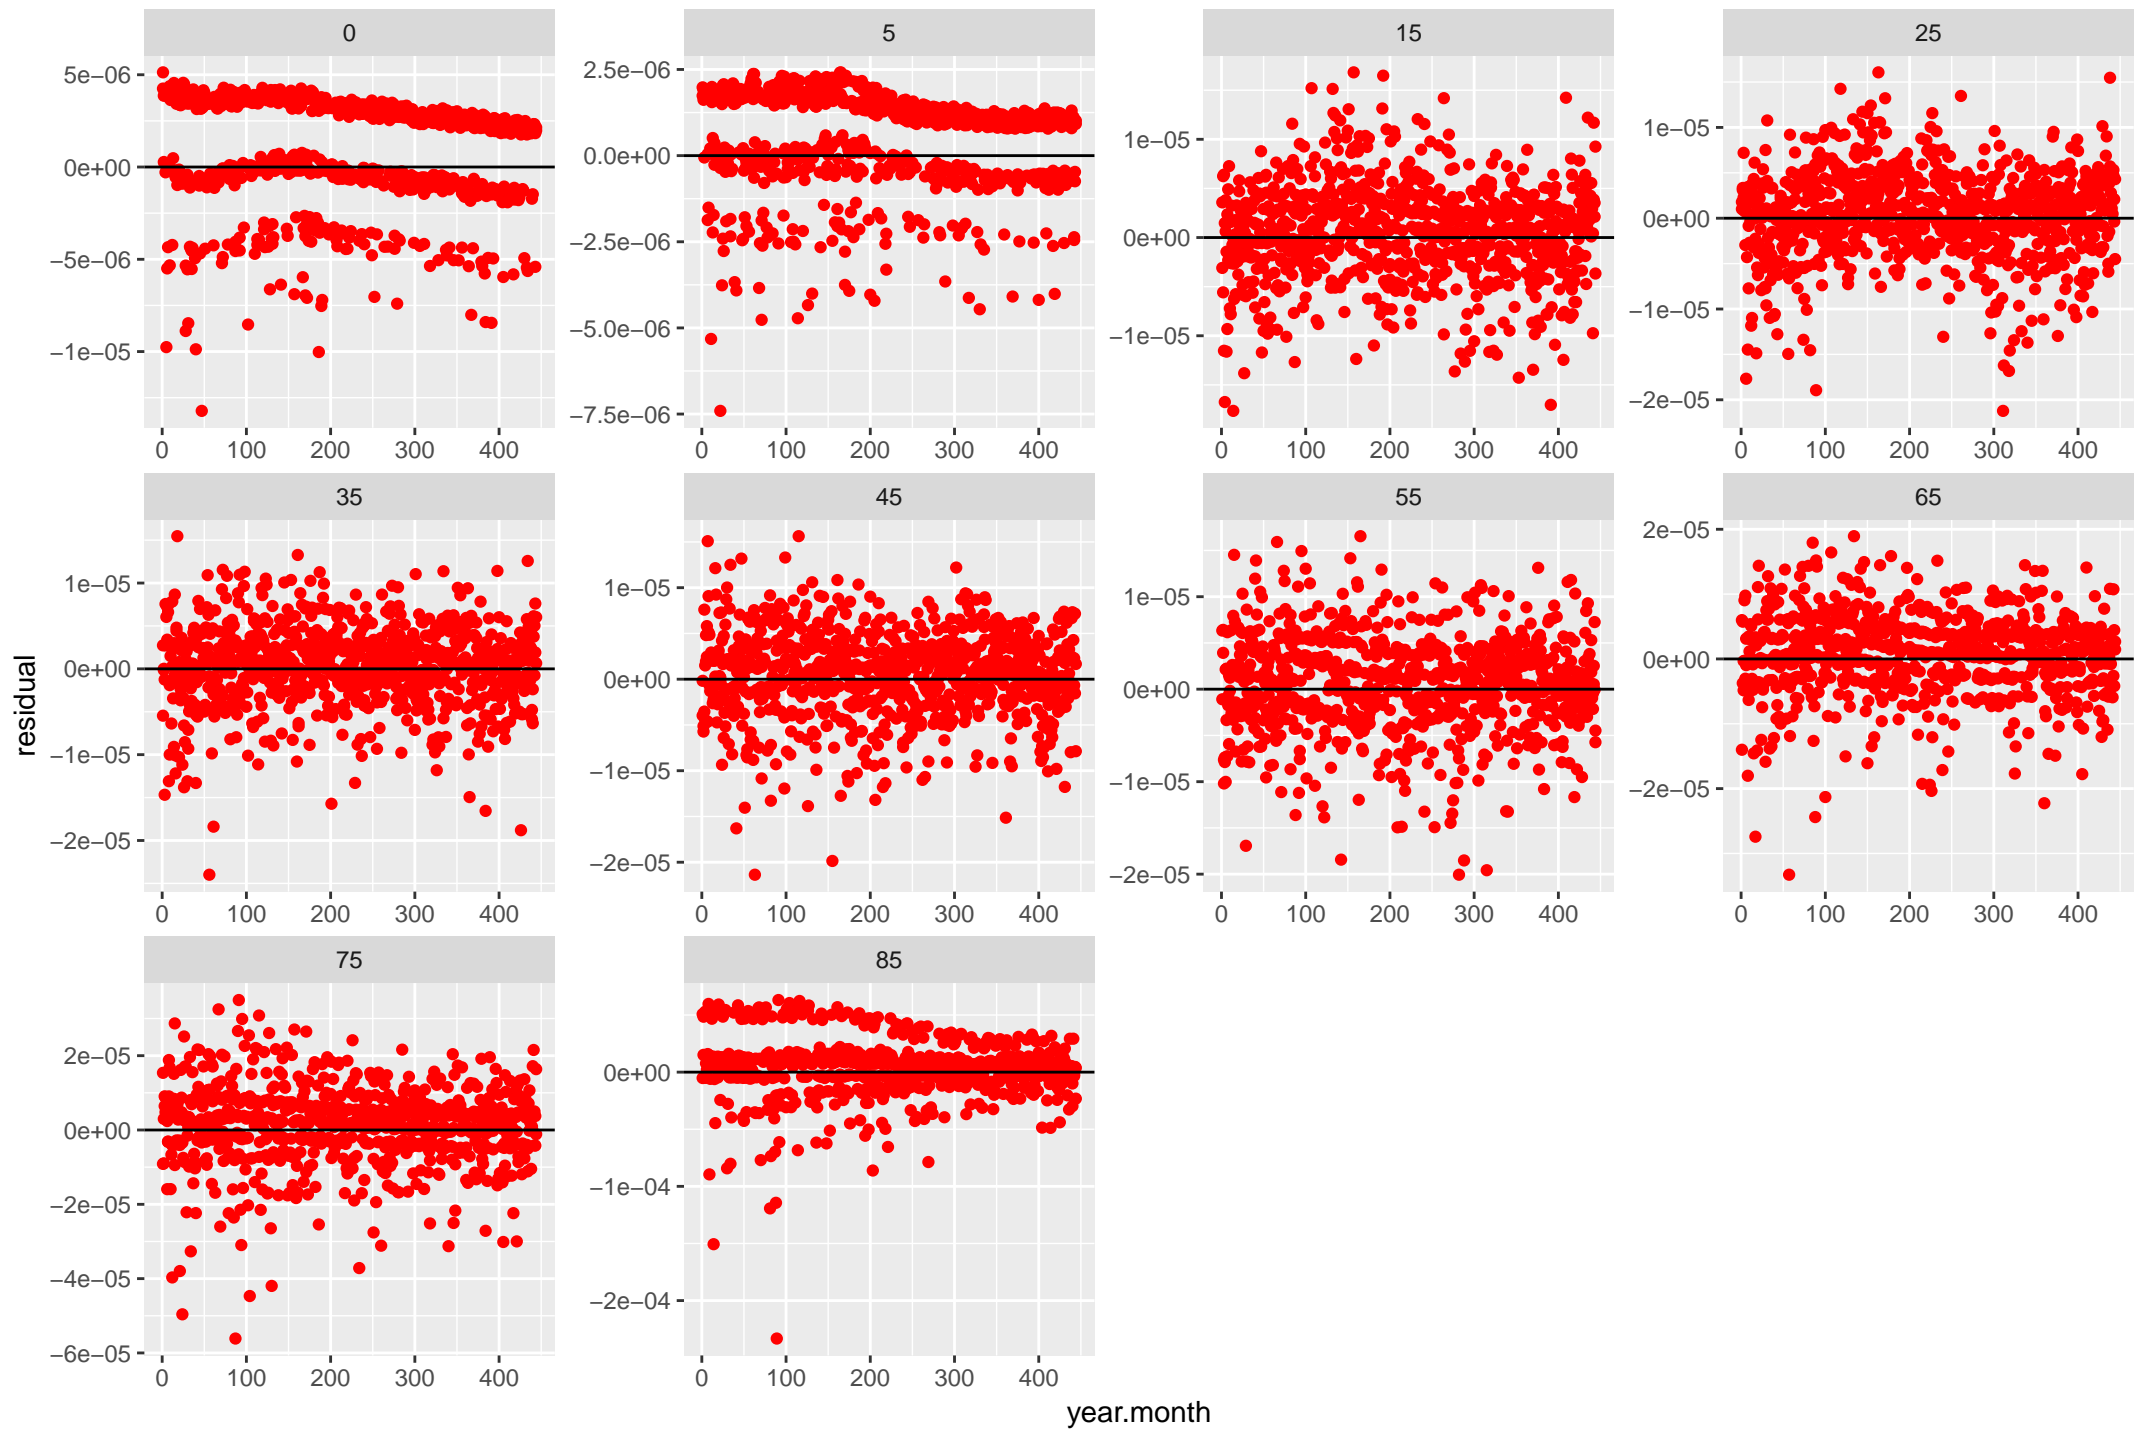 0 5 15 25
5e−06
0e+00
−5e−06
−1e−05
2.5e−06
0.0e+00
−2.5e−06
−5.0e−06
−7.5e−06
1e−05
0e+00
−1e−05
1e−05
0e+00
−1e−05
−2e−05
0 100 200 300 400 0 100 200 300 400 0 100 200 300 400 0 100 200 300 400
35 45 55 65
1e−05
0e+00
−1e−05
−2e−05
1e−05
0e+00
−1e−05
−2e−05
1e−05
0e+00
−1e−05
−2e−05
2e−05
0e+00
−2e−05
0 100 200 300 400 0 100 200 300 400 0 100 200 300 400 0 100 200 300 400
75 85
2e−05
0e+00
−2e−05
−4e−05
−6e−05
0e+00
−1e−04
−2e−04
0 100 200 300 400 0 100 200 300 400
year.month
residual